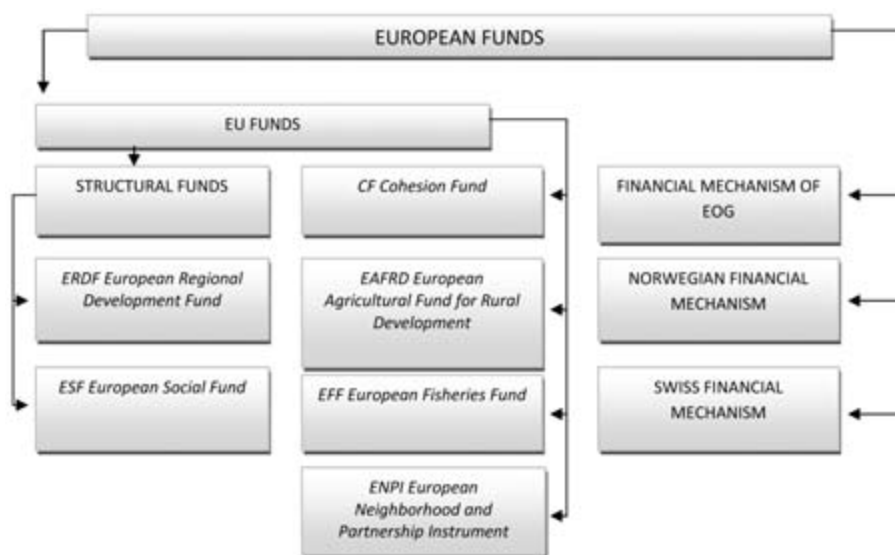 EUROPEAN FUNDS
EU FUNDS
STRUCTURAL FUNDS
CF Cohesion Fund
FINANCIAL MECHANISM OF
EOG
ERDF European Regional
Development Fund
EAFRD European
Agricultural Fund for Rural
Development
NORWEGIAN FINANCIAL
MECHANISM
ESF European Social Fund
EFF European Fisheries Fund
SWISS FINANCIAL
MECHANISM
ENPI European
Neighborhood and
Partnership Instrument